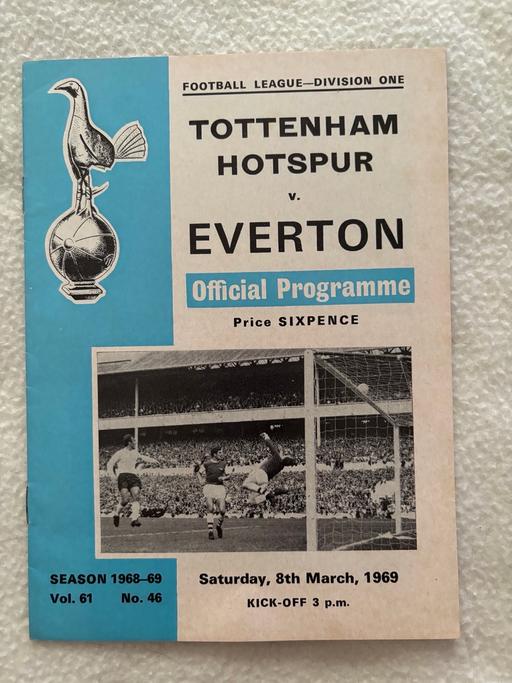 FOOTBALL LEAGUE—DIVISION ONE
TOTTENHAM
HOTSPUR
v.
EVERTON
Official Programme
Price SIXPENCE
SEASON 1968–69
Vol. 61 No. 46
Saturday, 8th March, 1969
KICK-OFF 3 p.m.